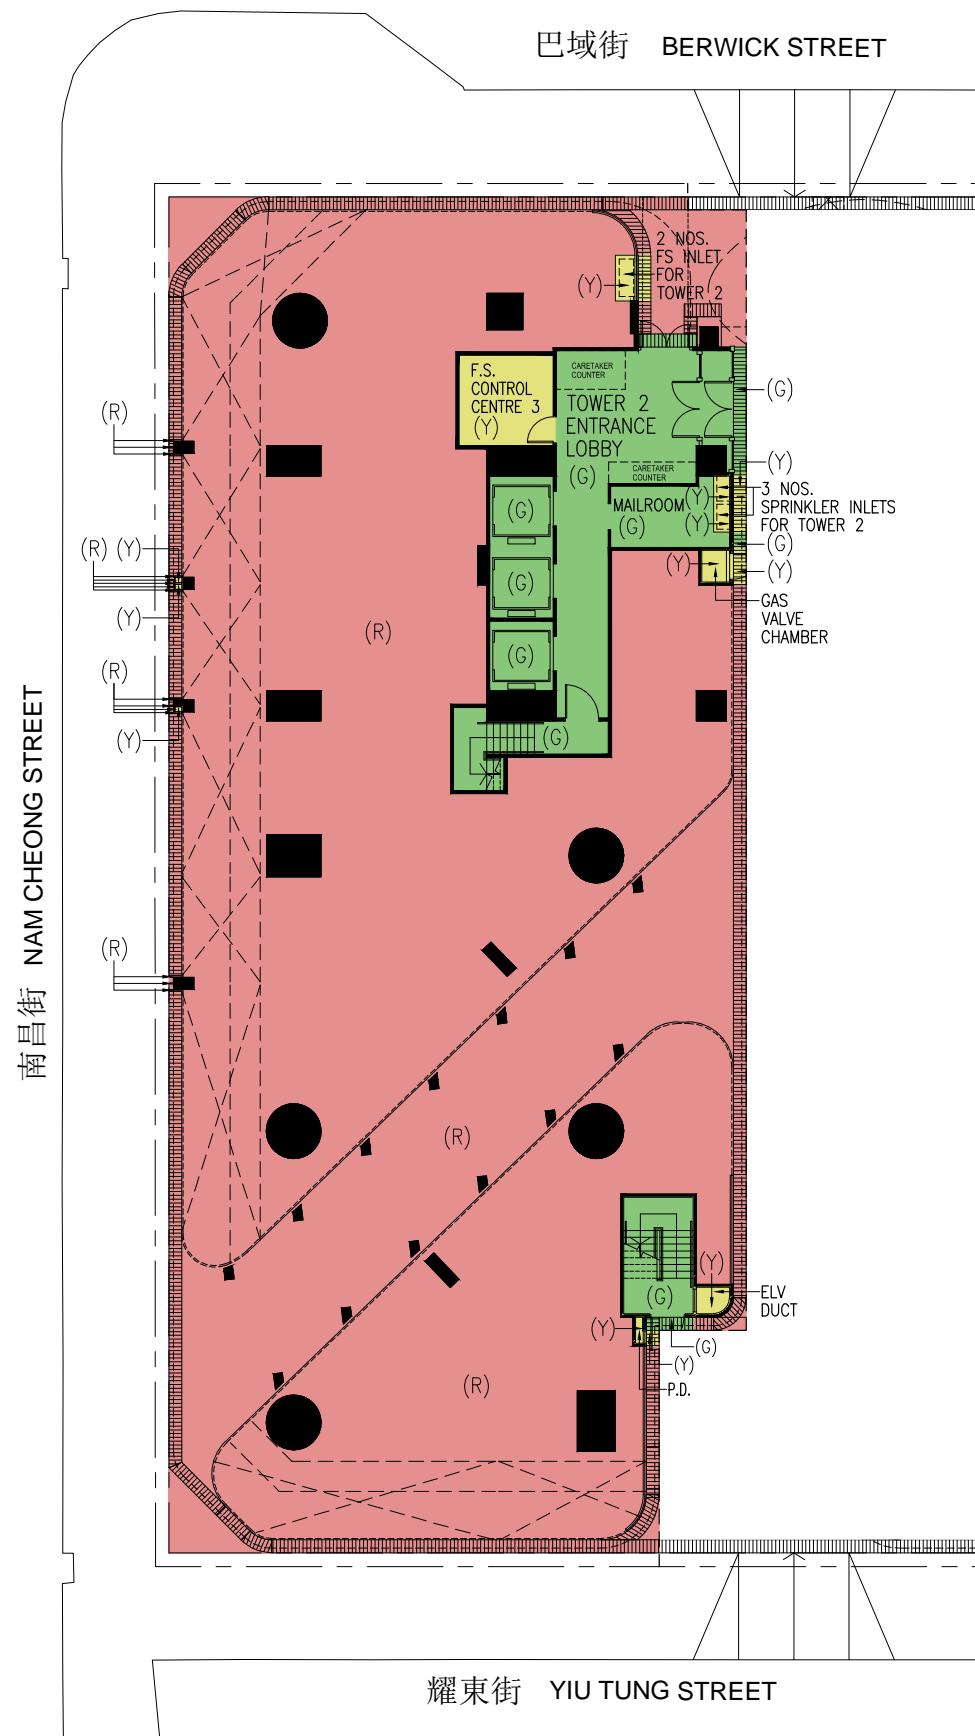 巴域街 BERWICK STREET
2 NOS.
FS INLET
FOR
TOWER 2
(Y)
F.S.
CONTROL
CENTRE 3
(Y)
CARETAKER
COUNTER
TOWER 2
ENTRANCE
LOBBY
(G)
(G)
(R)
CARETAKER
COUNTER
MAILROOM
(G)
(Y)
(Y)
(Y)
3 NOS.
SPRINKLER INLETS
FOR TOWER 2
(G)
(Y)
(G)
(G)
(G)
(R) (Y)
(Y)
(Y)
GAS
VALVE
CHAMBER
(R)
(R)
(Y)
(G)
南昌街 NAM CHEONG STREET
(R)
(R)
(Y)
ELV
DUCT
(G)
(Y)
(G)
(Y)
P.D.
(R)
耀東街 YIU TUNG STREET